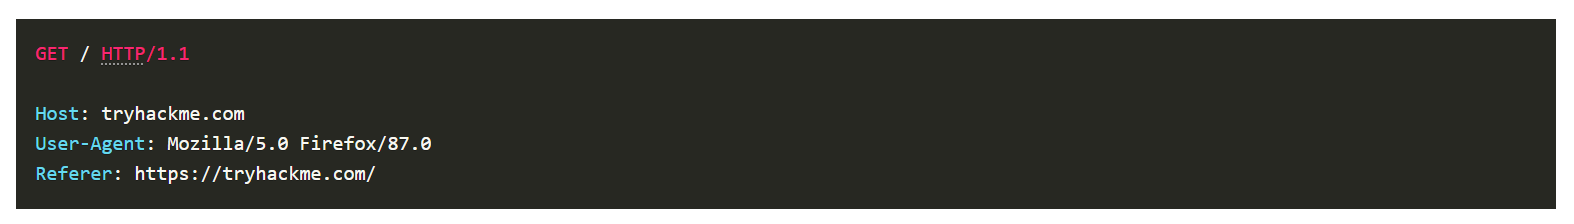 GET / HTTP/1.1
Host: tryhackme.com
User-Agent: Mozilla/5.0 Firefox/87.0
Referer: https://tryhackme.com/